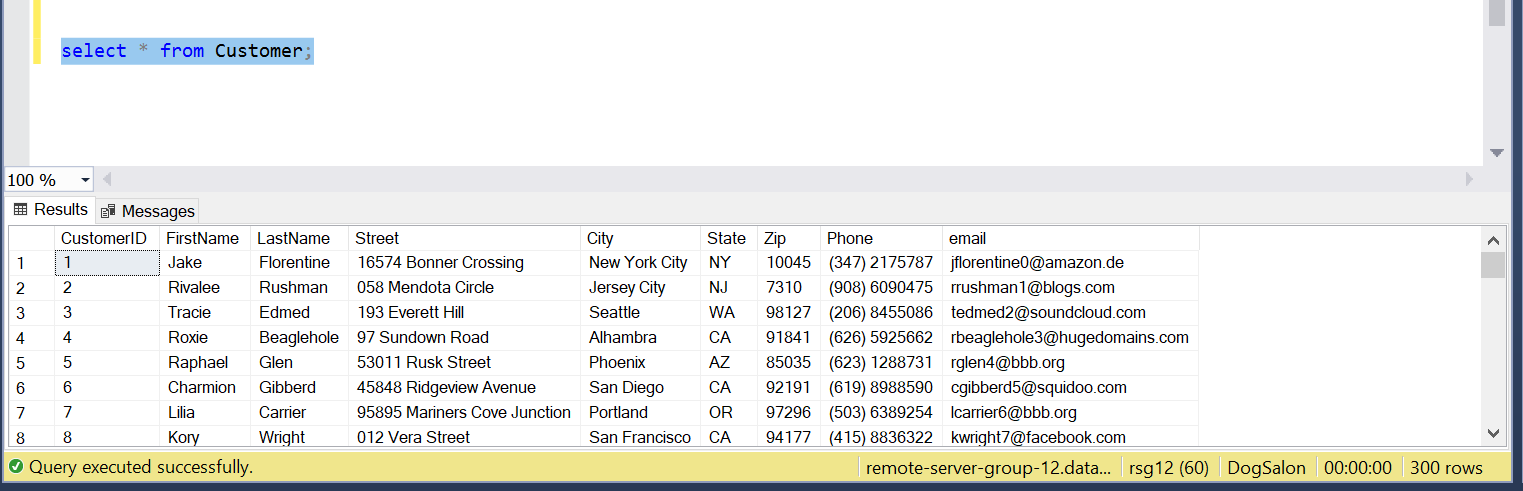 select * from Customer;
100 %
Results Messages
CustomerID FirstName LastName Street City State Zip Phone email
1 1 Jake Florentine 16574 Bonner Crossing New York City NY 10045 (347) 2175787 jflorentine0@amazon.de
2 2 Rivalee Rushman 058 Mendota Circle Jersey City NJ 7310 (908) 6090475 rrushman1@blogs.com
3 3 Tracie Edmed 193 Everett Hill Seattle WA 98127 (206) 8455086 tedmed2@soundcloud.com
4 4 Roxie Beaglehole 97 Sundown Road Alhambra CA 91841 (626) 5925662 rbeaglehole3@hugedomains.com
5 5 Raphael Glen 53011 Rusk Street Phoenix AZ 85035 (623) 1288731 rglen4@bbb.org
6 6 Charmion Gibberd 45848 Ridgeview Avenue San Diego CA 92191 (619) 8988590 cgibberd5@squidoo.com
7 7 Lilia Carrier 95895 Mariners Cove Junction Portland OR 97296 (503) 6389254 lcarrier6@bbb.org
8 8 Kory Wright 012 Vera Street San Francisco CA 94177 (415) 8836322 kwright7@facebook.com
Query executed successfully. remote-server-group-12.data... rsg12 (60) DogSalon 00:00:00 300 rows